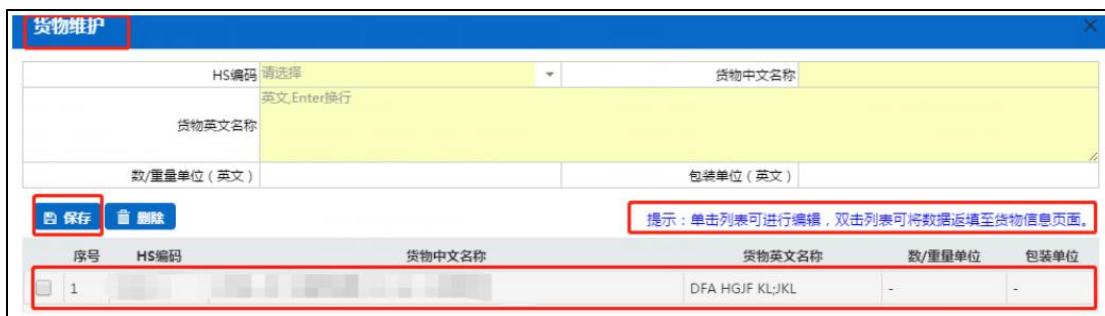 货物维护
HS编码 请选择 货物中文名称
英文,Enter换行
货物英文名称
数/重量单位（英文） 包装单位（英文）
保存 删除 提示：单击列表可进行编辑，双击列表可将数据返填至货物信息页面。
序号 HS编码 货物中文名称 货物英文名称 数/重量单位 包装单位
1 DFA HGJF KL;JKL - -